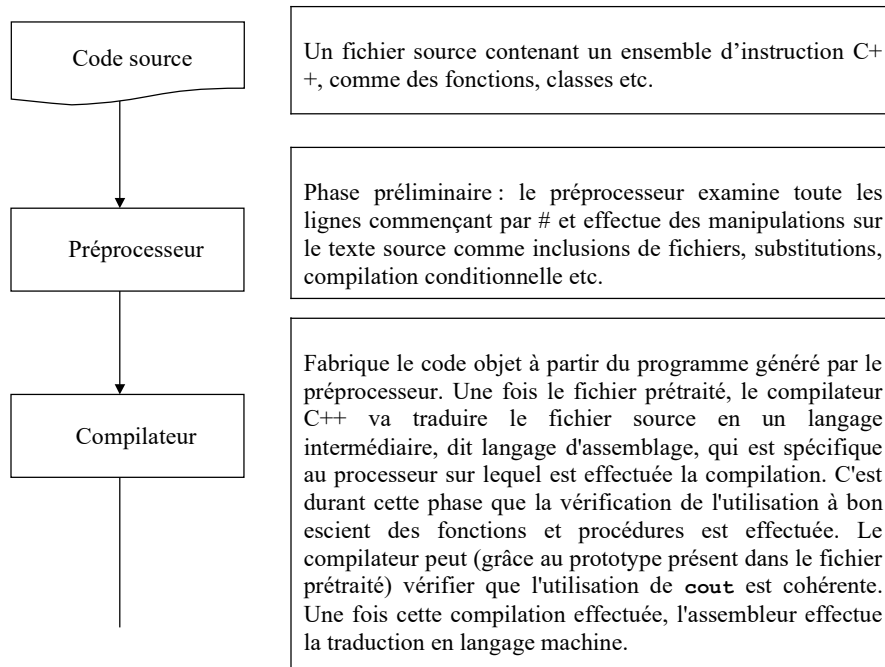 Code source
Un fichier source contenant un ensemble d’instruction C+
+, comme des fonctions, classes etc.
Préprocesseur
Phase préliminaire : le préprocesseur examine toute les
lignes commençant par # et effectue des manipulations sur
le texte source comme inclusions de fichiers, substitutions,
compilation conditionnelle etc.
Compilateur
Fabrique le code objet à partir du programme généré par le
préprocesseur. Une fois le fichier prétraité, le compilateur
C++ va traduire le fichier source en un langage
intermédiaire, dit langage d'assemblage, qui est spécifique
au processeur sur lequel est effectuée la compilation. C'est
durant cette phase que la vérification de l'utilisation à bon
escient des fonctions et procédures est effectuée. Le
compilateur peut (grâce au prototype présent dans le fichier
prétraité) vérifier que l'utilisation de cout est cohérente.
Une fois cette compilation effectuée, l'assembleur effectue
la traduction en langage machine.